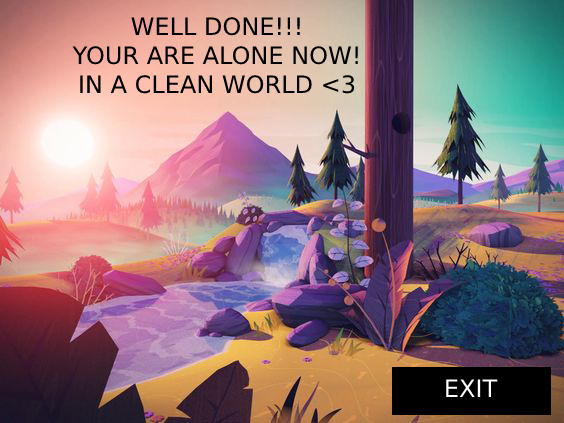 WELL DONE!!!
YOUR ARE ALONE NOW!
IN A CLEAN WORLD <3
EXIT